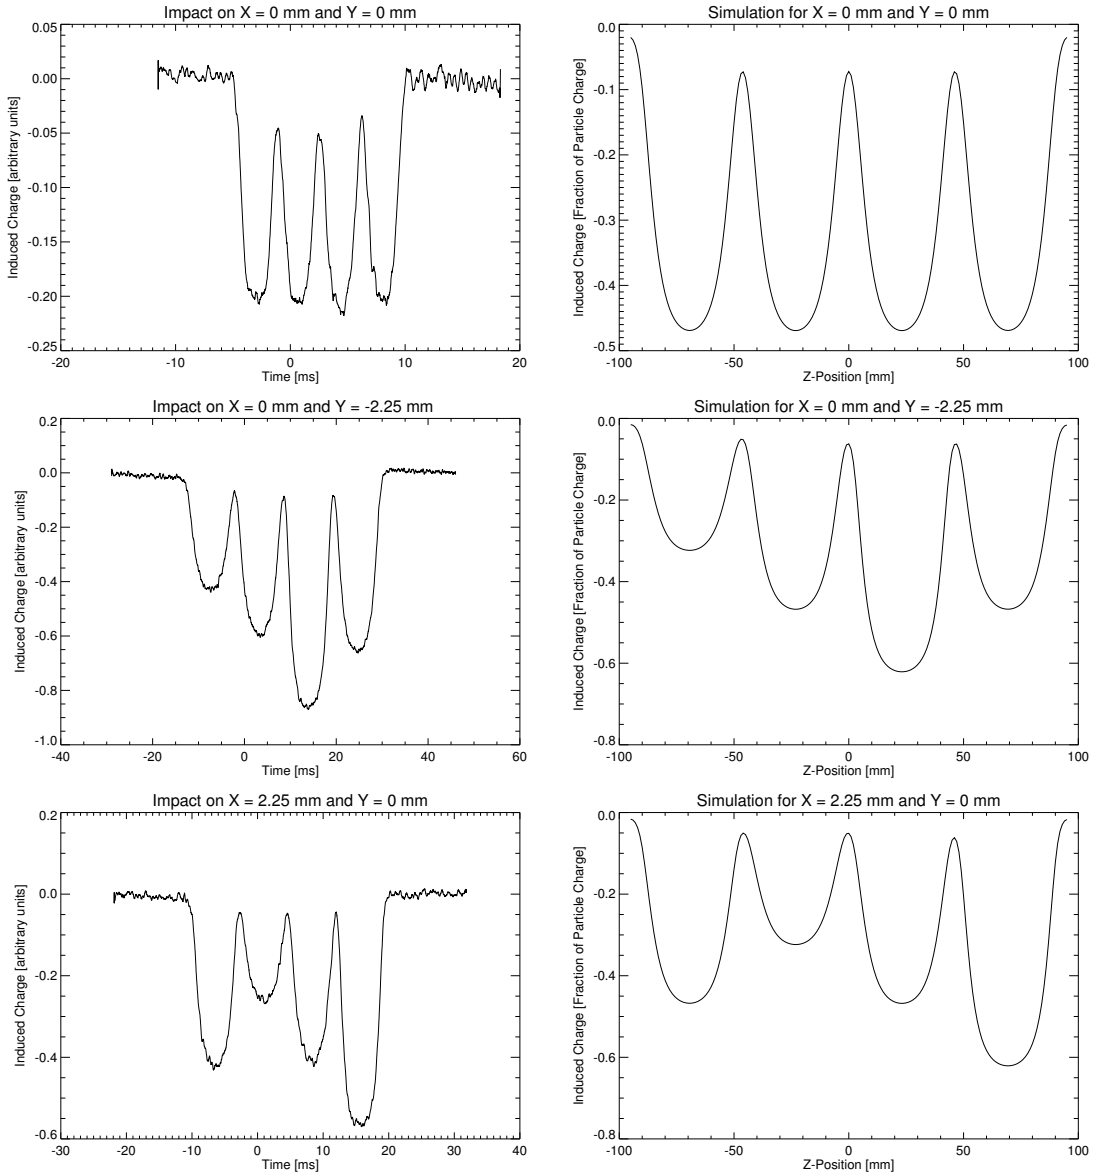 Impact on X = 0 mm and Y = 0 mm
0.05
0.00
-0.05
-0.10
-0.15
-0.20
-0.25
Induced Charge [arbitrary units]
-20 -10 0 10 20
Time [ms]
Simulation for X = 0 mm and Y = 0 mm
0.0
-0.1
-0.2
-0.3
-0.4
-0.5
Induced Charge [Fraction of Particle Charge]
-100 -50 0 50 100
Z-Position [mm]
Impact on X = 0 mm and Y = -2.25 mm
0.2
0.0
-0.2
-0.4
-0.6
-0.8
-1.0
Induced Charge [arbitrary units]
-40 -20 0 20 40 60
Time [ms]
Simulation for X = 0 mm and Y = -2.25 mm
0.0
-0.2
-0.4
-0.6
-0.8
Induced Charge [Fraction of Particle Charge]
-100 -50 0 50 100
Z-Position [mm]
Impact on X = 2.25 mm and Y = 0 mm
0.2
0.0
-0.2
-0.4
-0.6
Induced Charge [arbitrary units]
-30 -20 -10 0 10 20 30 40
Time [ms]
Simulation for X = 2.25 mm and Y = 0 mm
0.0
-0.2
-0.4
-0.6
-0.8
Induced Charge [Fraction of Particle Charge]
-100 -50 0 50 100
Z-Position [mm]